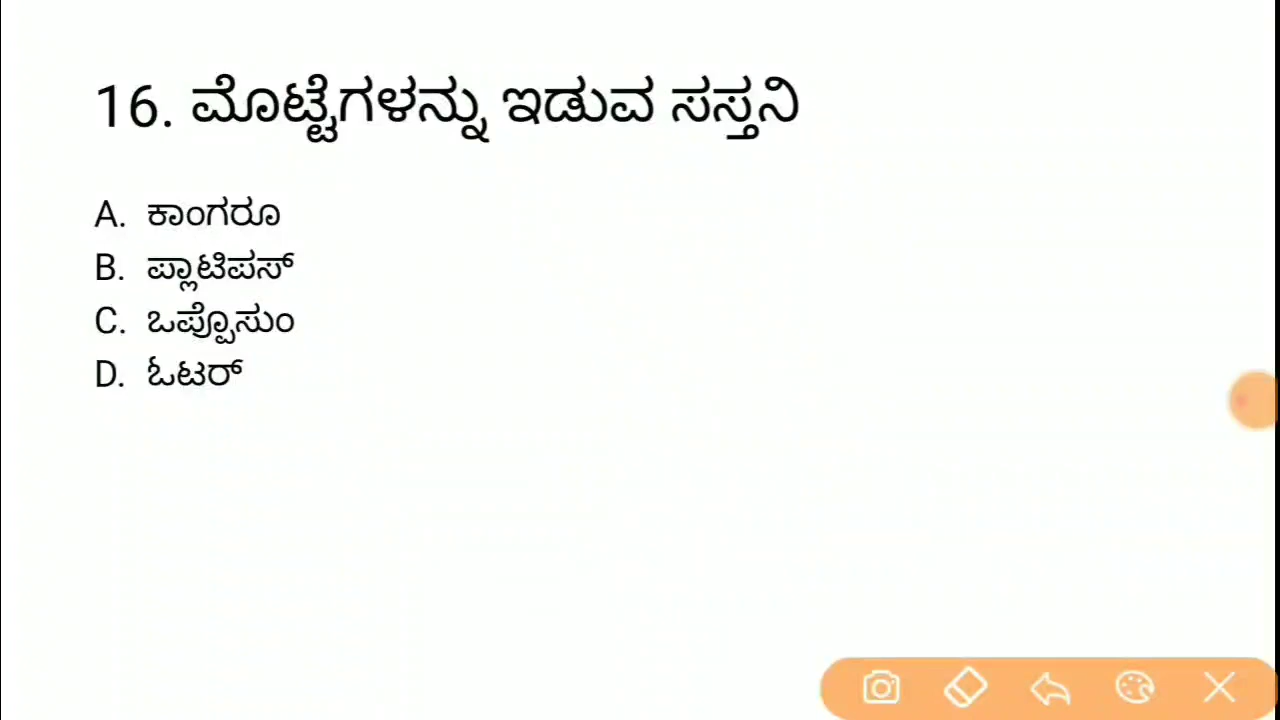 16. ಮೊಟ್ಟೆಗಳನ್ನು ಇಡುವ ಸಸ್ತನಿ
A. ಕಾಂಗರೂ
B. ಪ್ಲಾಟಿಪಸ್
C. ಒಪ್ಪೊಸುಂ
D. ಓಟರ್